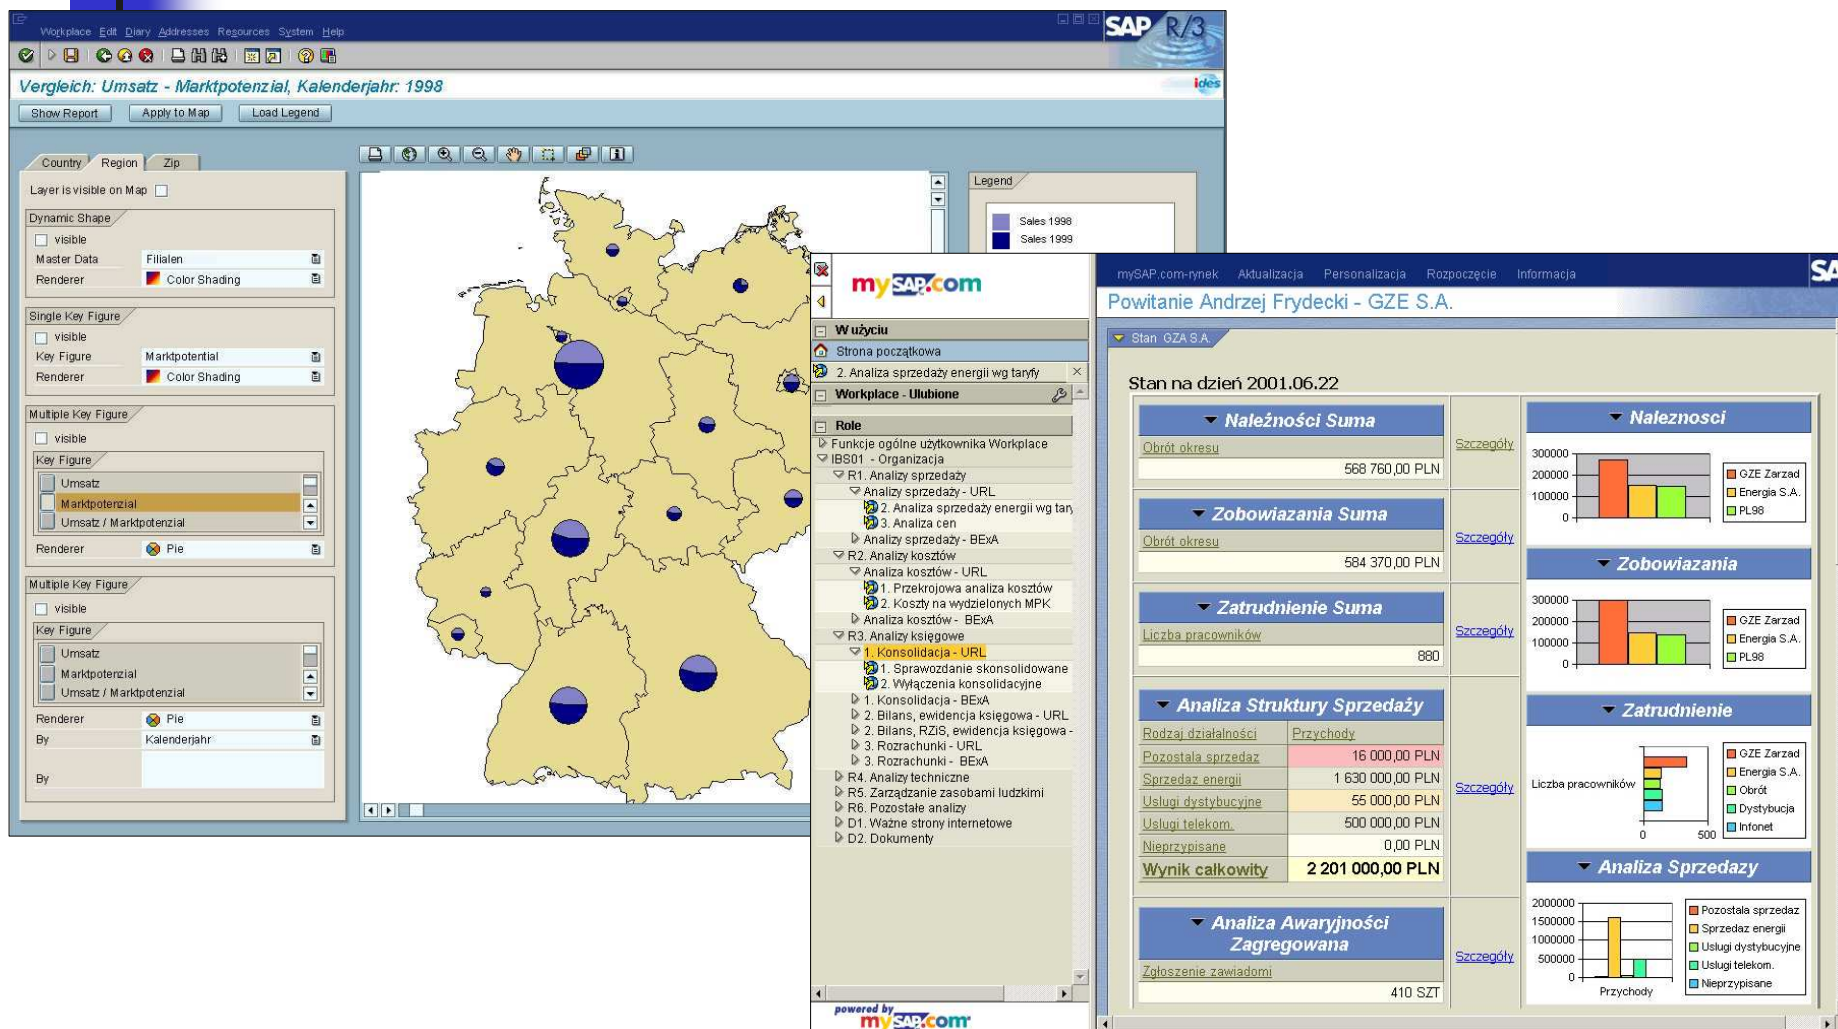 Workplace Edit Diary Addresses Resources System Help
SAP R/3
Vergleich: Umsatz - Marktpotenzial, Kalenderjahr: 1998
ides
Show Report Apply to Map Load Legend
Country Region Zip
Layer is visible on Map
Dynamic Shape
visible
Master Data Filialen
Renderer Color Shading
Single Key Figure
visible
Key Figure Marktpotential
Renderer Color Shading
Multiple Key Figure
visible
Key Figure
Umsatz
Marktpotenzial
Umsatz / Marktpotenzial
Renderer Pie
Multiple Key Figure
visible
Key Figure
Umsatz
Marktpotenzial
Umsatz / Marktpotenzial
Renderer Pie
By Kalenderjahr
By
Legend
Sales 1998
Sales 1999
mySAP.com
W użyciu
Strona początkowa
2. Analiza sprzedaży energii wg taryfy
Workplace - Ulubione
Role
Funkcje ogólne użytkownika Workplace
IBS01 - Organizacja
R1. Analizy sprzedaży
Analizy sprzedaży - URL
2. Analiza sprzedaży energii wg tary
3. Analiza cen
Analizy sprzedaży - BExA
R2. Analizy kosztów
Analiza kosztów - URL
1. Przekrojowa analiza kosztów
2. Koszty na wydzielonych MPK
Analiza kosztów - BExA
R3. Analizy księgowe
1. Konsolidacja - URL
1. Sprawozdanie skonsolidowane
2. Wyłączenia konsolidacyjne
1. Konsolidacja - BExA
2. Bilans, ewidencja księgowa - URL
2. Bilans, RZiS, ewidencja księgowa -
3. Rozrachunki - URL
3. Rozrachunki - BExA
R4. Analizy techniczne
R5. Zarządzanie zasobami ludzkimi
R6. Pozostałe analizy
D1. Ważne strony internetowe
D2. Dokumenty
powered by
mySAP.com
mySAP.com-rynek Aktualizacja Personalizacja Rozpoczęcie Informacja
SA
Powitanie Andrzej Frydecki - GZE S.A.
Stan GZA S.A.
Stan na dzień 2001.06.22
Należności Suma
Obrót okresu
568 760,00 PLN
Szczegóły
Zobowiazania Suma
Obrót okresu
584 370,00 PLN
Szczegóły
Zatrudnienie Suma
Liczba pracowników
880
Szczegóły
Analiza Struktury Sprzedaży
Rodzaj działalności Przychody
Pozostala sprzedaz 16 000,00 PLN
Sprzedaz energii 1 630 000,00 PLN
Uslugi dystybucyjne 55 000,00 PLN
Uslugi telekom. 500 000,00 PLN
Nieprzypisane 0,00 PLN
Wynik całkowity 2 201 000,00 PLN
Szczegóły
Analiza Awaryjności
Zagregowana
Zgłoszenie zawiadomi
410 SZT
Szczegóły
Naleznosci
300000
200000
100000
0
GZE Zarzad
Energia S.A.
PL98
Zobowiazania
300000
200000
100000
0
GZE Zarzad
Energia S.A.
PL98
Zatrudnienie
Liczba pracowników
0 500
GZE Zarzad
Energia S.A.
Obrót
Dystybucja
Infonet
Analiza Sprzedazy
2000000
1500000
1000000
500000
0
Przychody
Pozostala sprzedaz
Sprzedaz energii
Uslugi dystybucyjne
Uslugi telekom.
Nieprzypisane